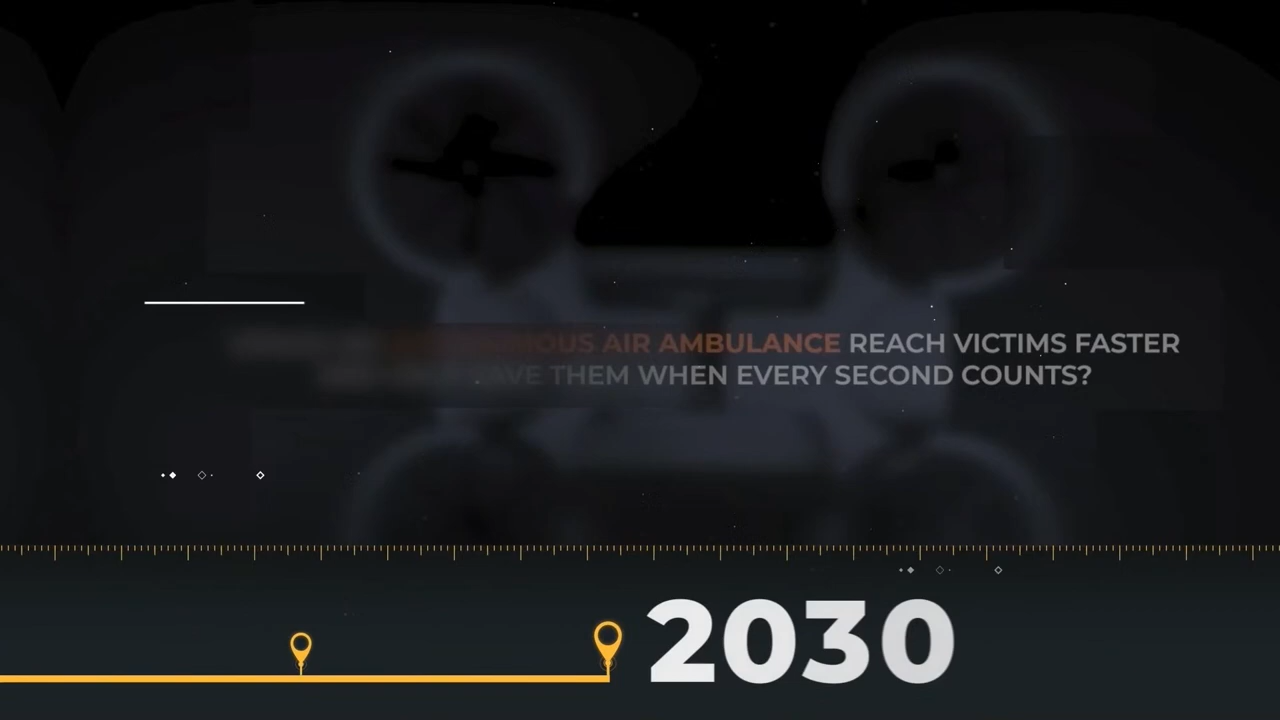 AIR AMBULANCE REACH VICTIMS FASTER
THEM WHEN EVERY SECOND COUNTS?
2030